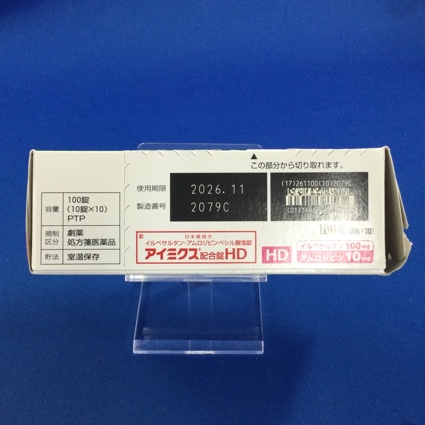 ▲
この部分から切り取れます。
容量
100錠
(10錠×10)
PTP
規制
区分
劇薬
処方箋医薬品
貯法
室温保存
使用期限
2026.11
製造番号
2079C
(17)261100(10)2079C
日本薬局方
イルベサルタン・アムロジピンベシル酸塩錠
アイミクス配合錠HD
HD
イルベサルタン100mg
アムロジピン10mg